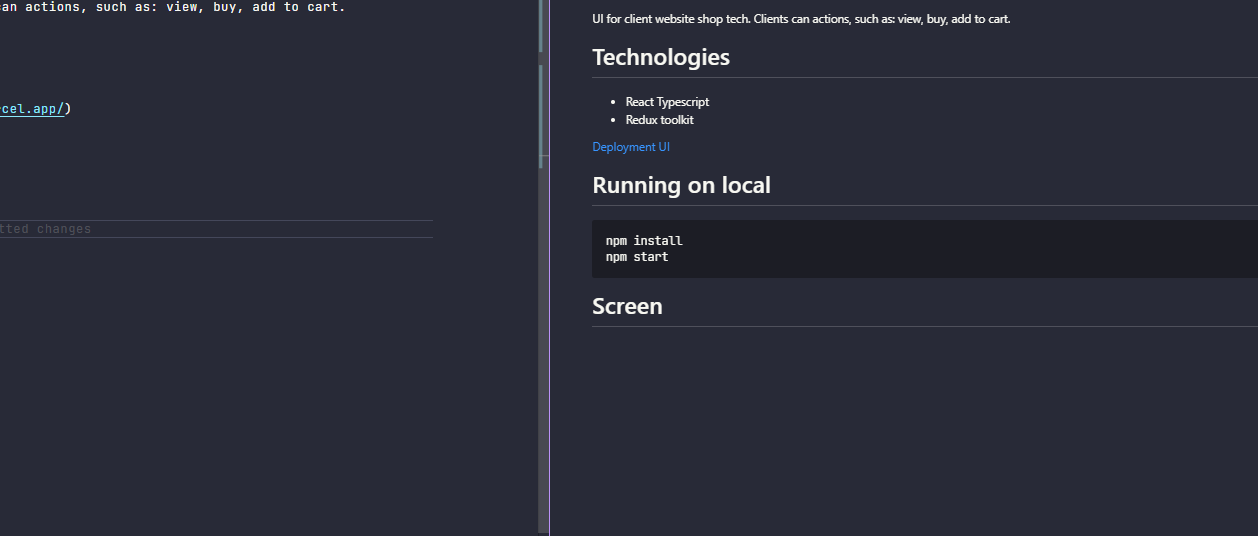 can actions, such as: view, buy, add to cart.
cel.app/)
tted changes
UI for client website shop tech. Clients can actions, such as: view, buy, add to cart.
Technologies
React Typescript
Redux toolkit
Deployment UI
Running on local
npm install
npm start
Screen